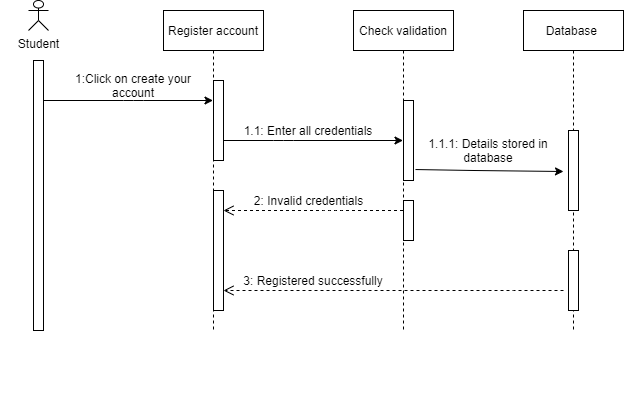 Student
Register account
Check validation
Database
1:Click on create your
account
1.1: Enter all credentials
1.1.1: Details stored in
database
2: Invalid credentials
3: Registered successfully